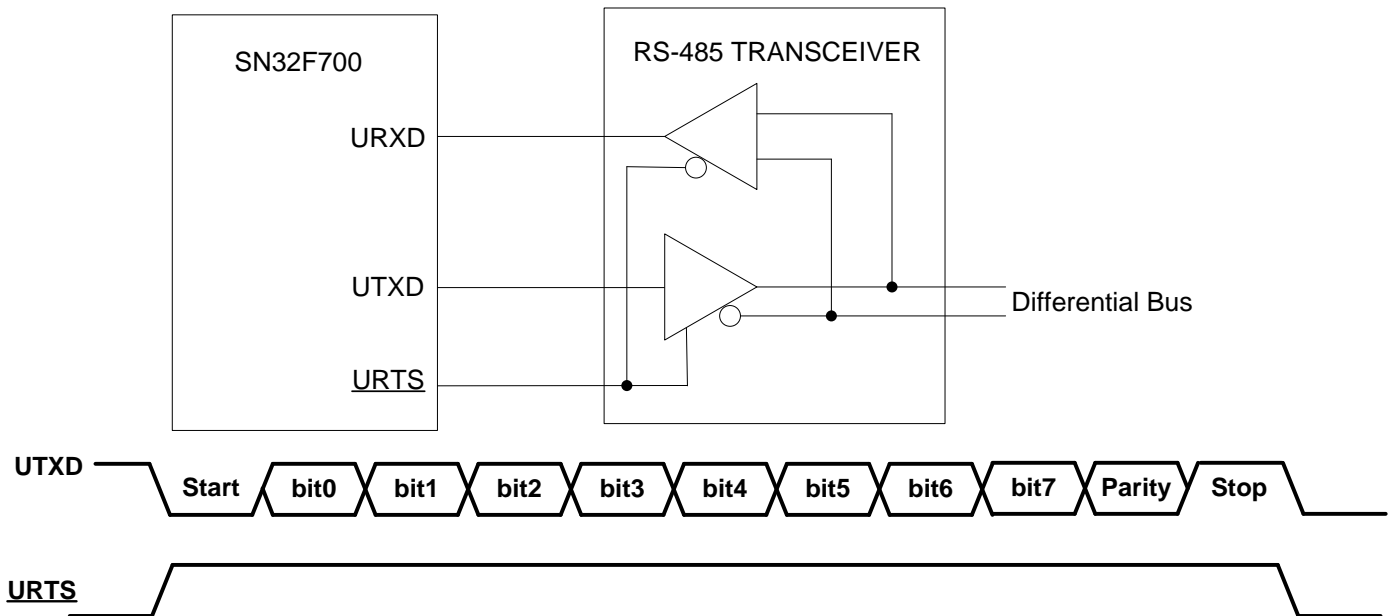 SN32F700
RS-485 TRANSCEIVER
URXD
UTXD
Differential Bus
URTS
UTXD Start bit0 bit1 bit2 bit3 bit4 bit5 bit6 bit7 Parity Stop
URTS